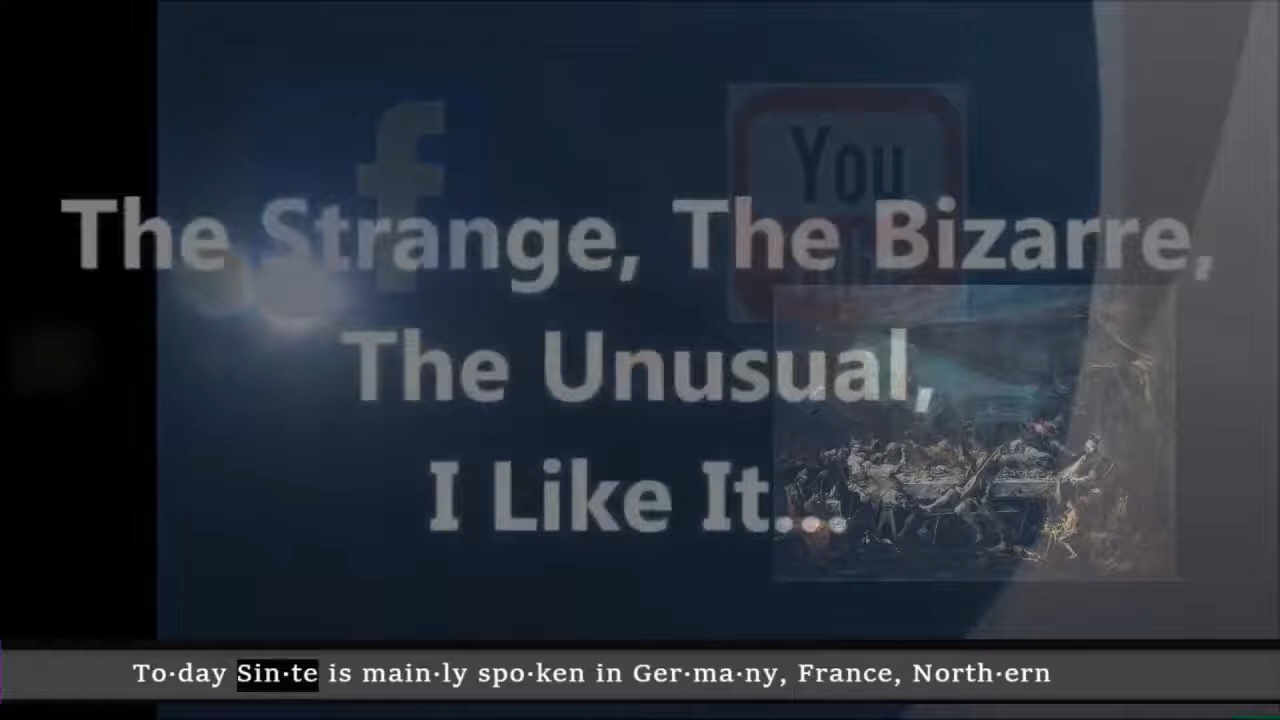 f
You
The Strange, The Bizarre,
The Unusual,
I Like It...
To·day Sin·te is main·ly spo·ken in Ger·ma·ny, France, North·ern